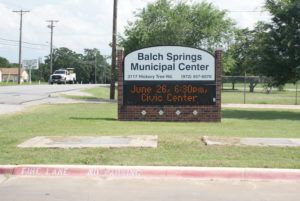 Balch Springs
Municipal Center
3117 Hickory Tree Rd. (972) 557-6070
June 26, 6:30pm,
Civic Center
FIRE LANE NO PARKING